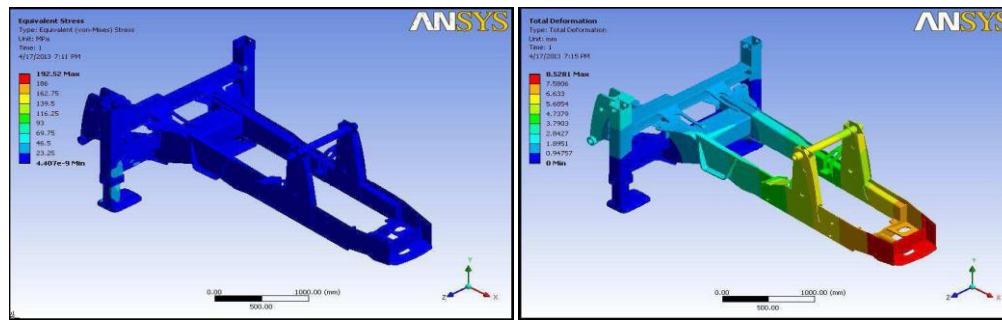 Equivalent Stress
Type: Equivalent (von-Mises) Stress
Unit: MPa
Time: 1
4/17/2013 7:11 PM
192.52 Max
186
162.75
139.5
116.25
93
69.75
46.5
23.25
4.407e-9 Min
ANSYS
0.00
1000.00 (mm)
500.00
Y
Z
X
Total Deformation
Type: Total Deformation
Unit: mm
Time: 1
4/17/2013 7:15 PM
8.5281 Max
7.5806
6.633
5.6854
4.7379
3.7903
2.8427
1.8951
0.94757
0 Min
ANSYS
0.00
1000.00 (mm)
500.00
Y
Z
X